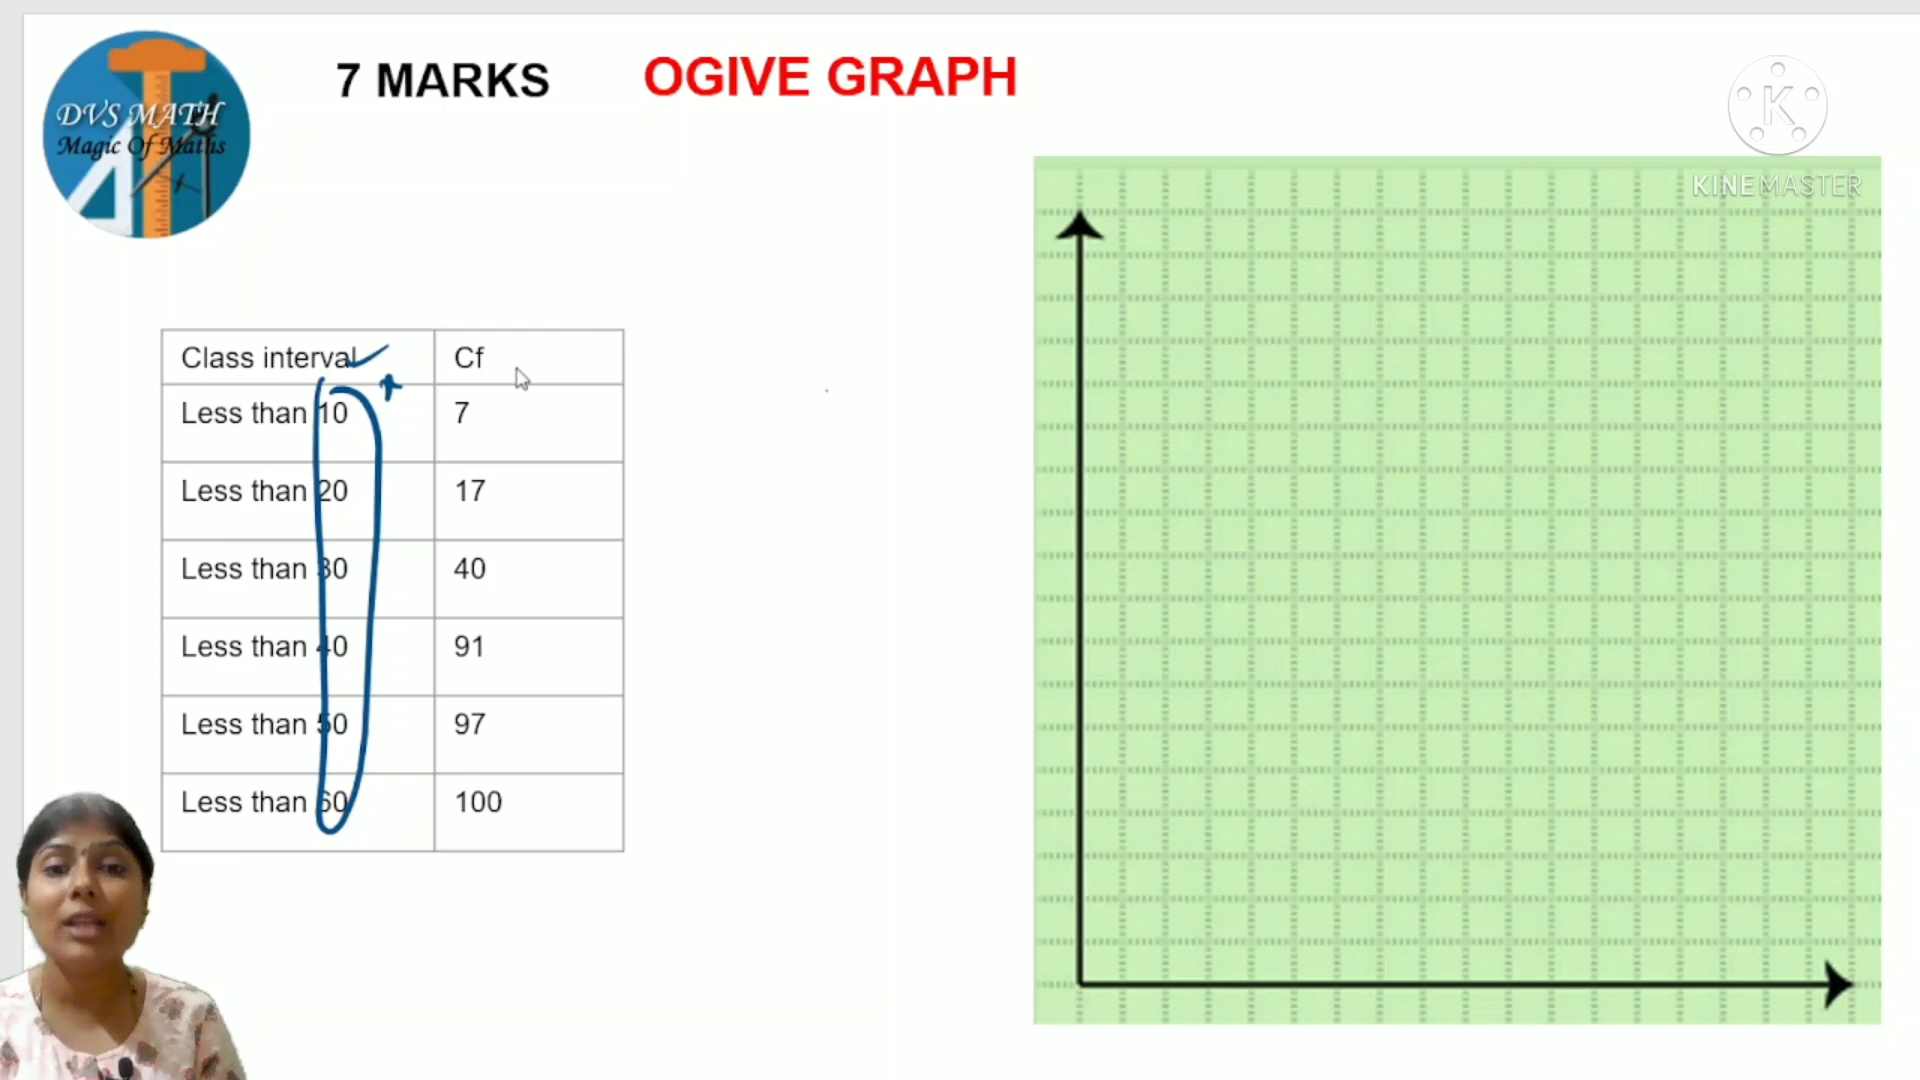 DVS MATH
Magic Of Maths
7 MARKS OGIVE GRAPH
K
KINEMASTER
Class interval Cf
Less than 10 7
Less than 20 17
Less than 30 40
Less than 40 91
Less than 50 97
Less than 60 100